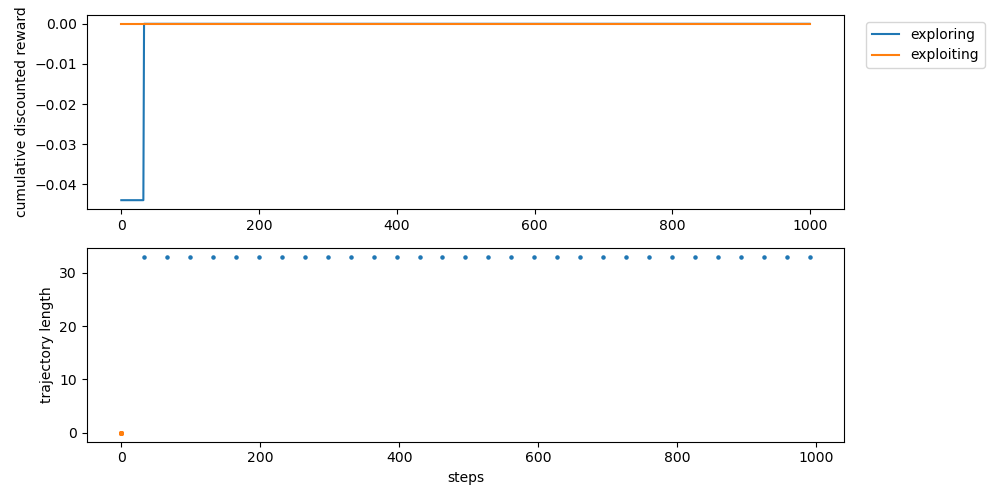 cumulative discounted reward
0.00
−0.01
−0.02
−0.03
−0.04
0 200 400 600 800 1000
exploring
exploiting
trajectory length
30
20
10
0
0 200 400 600 800 1000
steps